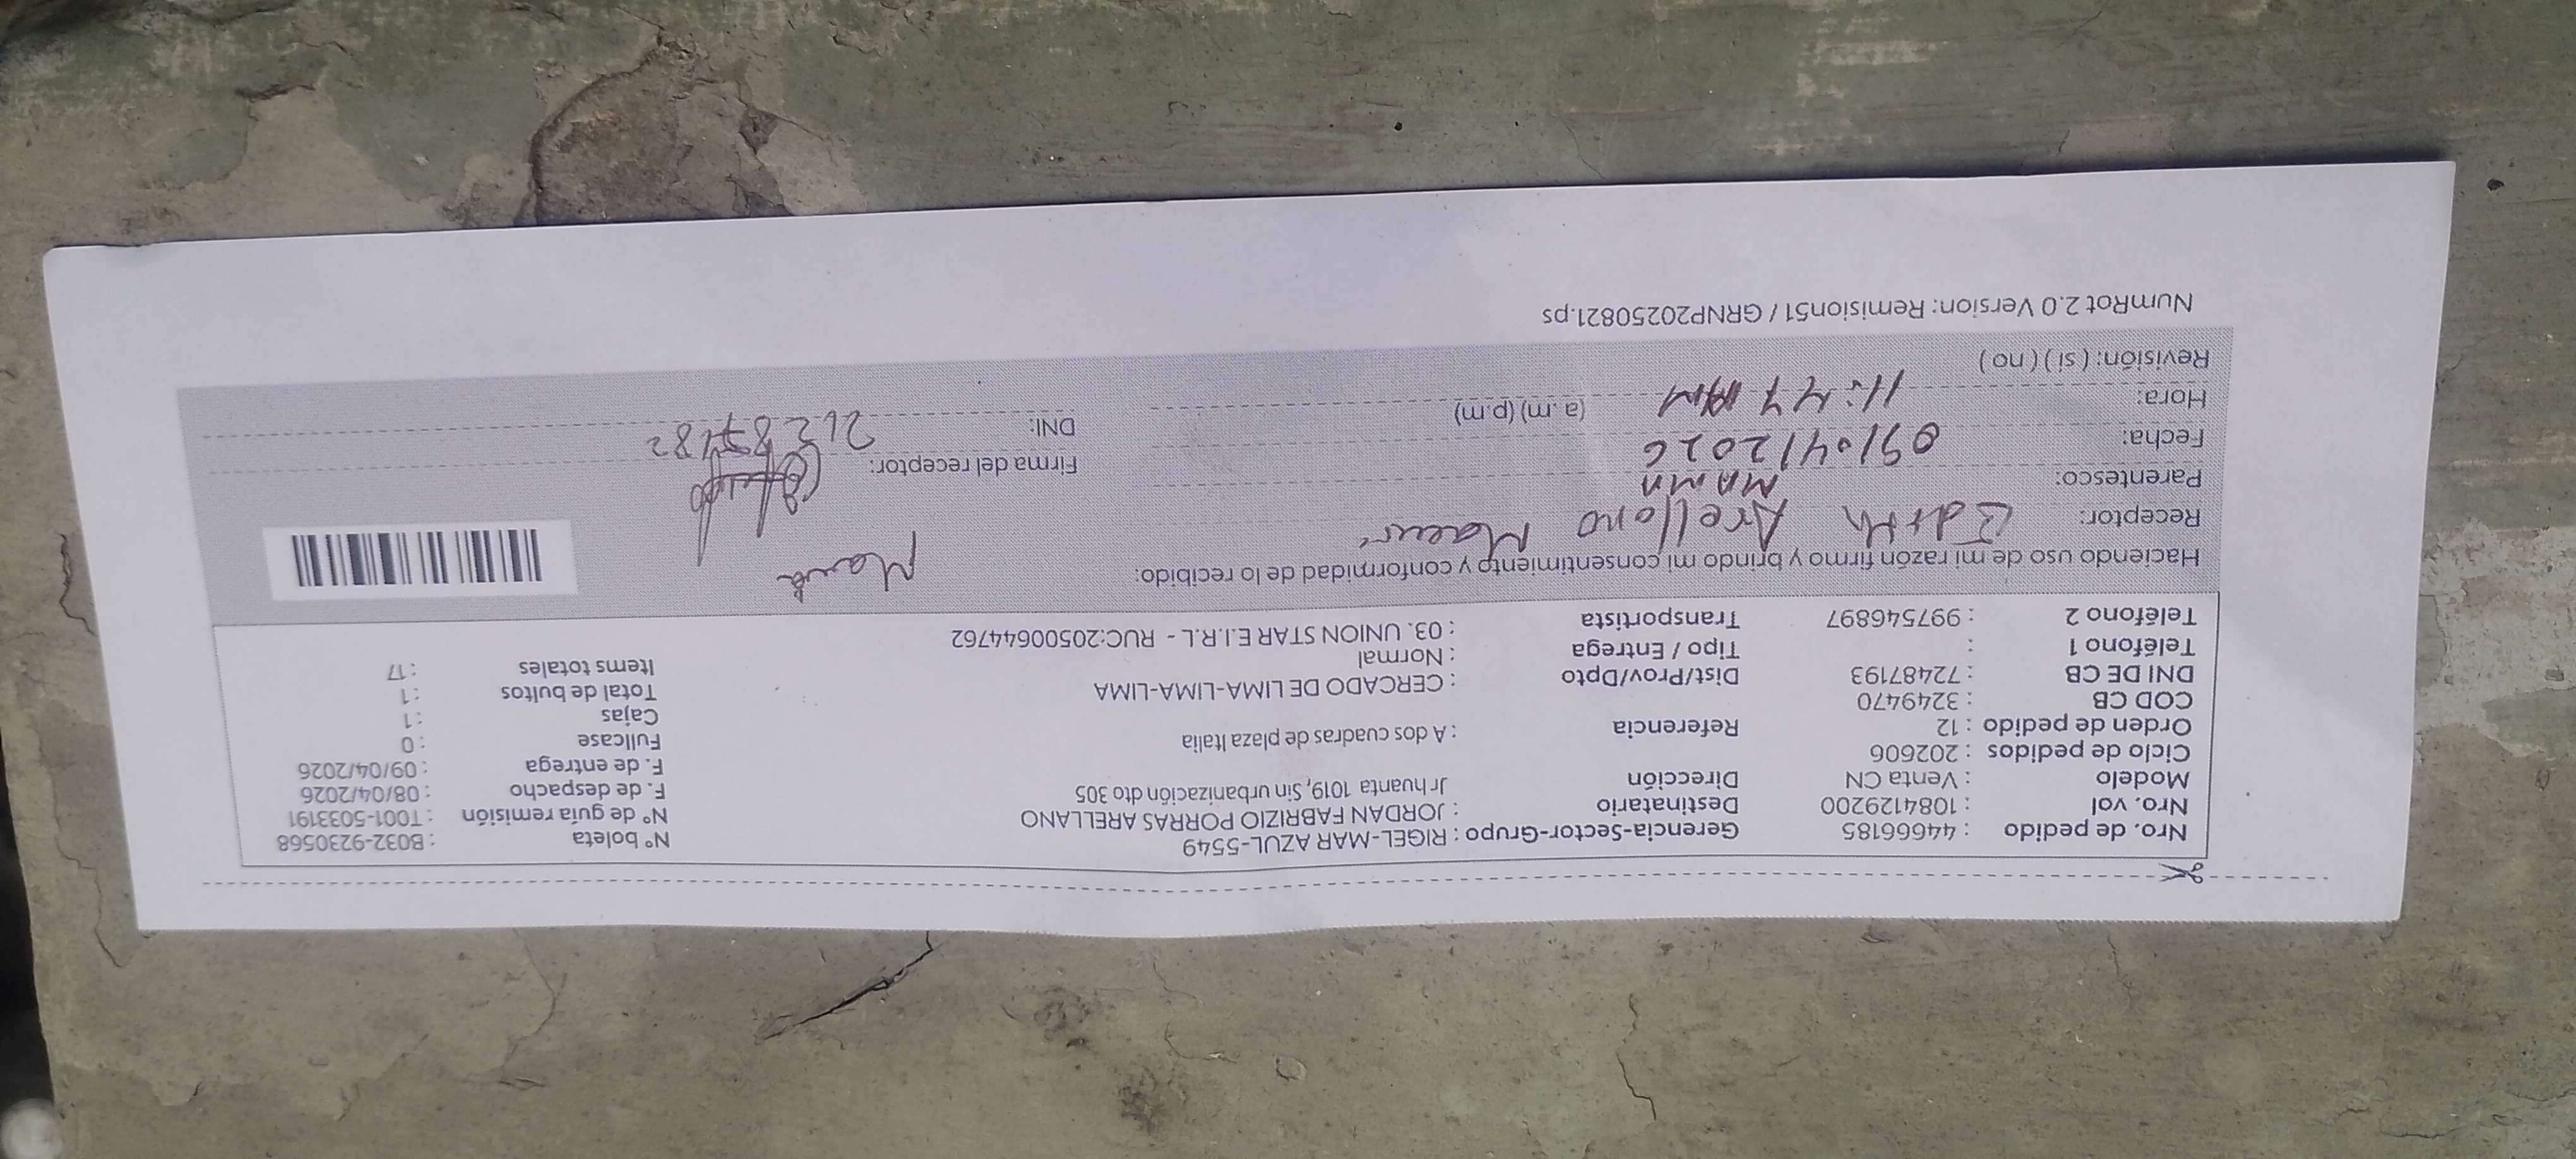 Nro. de pedido : 44666185
Nro. vol : 1084129200
Modelo : Venta CN
Ciclo de pedidos : 202606
Orden de pedido : 12
COD CB : 3249470
DNI DE CB : 72487193
Teléfono 1 :
Teléfono 2 : 997546897
Gerencia-Sector-Grupo : RIGEL-MAR AZUL-5549
Destinatario : JORDAN FABRIZIO PORRAS ARELLANO
Dirección Jr huanta 1019, Sin urbanización dto 305
Referencia : A dos cuadras de plaza Italia
Dist/Prov/Dpto : CERCADO DE LIMA-LIMA-LIMA
Tipo / Entrega : Normal
Transportista : 03. UNION STAR E.I.R.L - RUC:20500644762
N° boleta : B032-9230568
N° de guía remisión : T001-5033191
F. de despacho : 08/04/2026
F. de entrega : 09/04/2026
Fullcase : 0
Cajas : 1
Total de bultos : 1
Items totales : 17
Haciendo uso de mi razón firmo y brindo mi consentimiento y conformidad de lo recibido:
Receptor: Edith Arellano
Parentesco: MAMA
Fecha: 09/04/2026
Hora: 11:47 AM (a.m) (p.m)
Revisión: ( si ) ( no )
Firma del receptor:
DNI:
NumRot 2.0 Version: Remision51 / GRNP20250821.ps